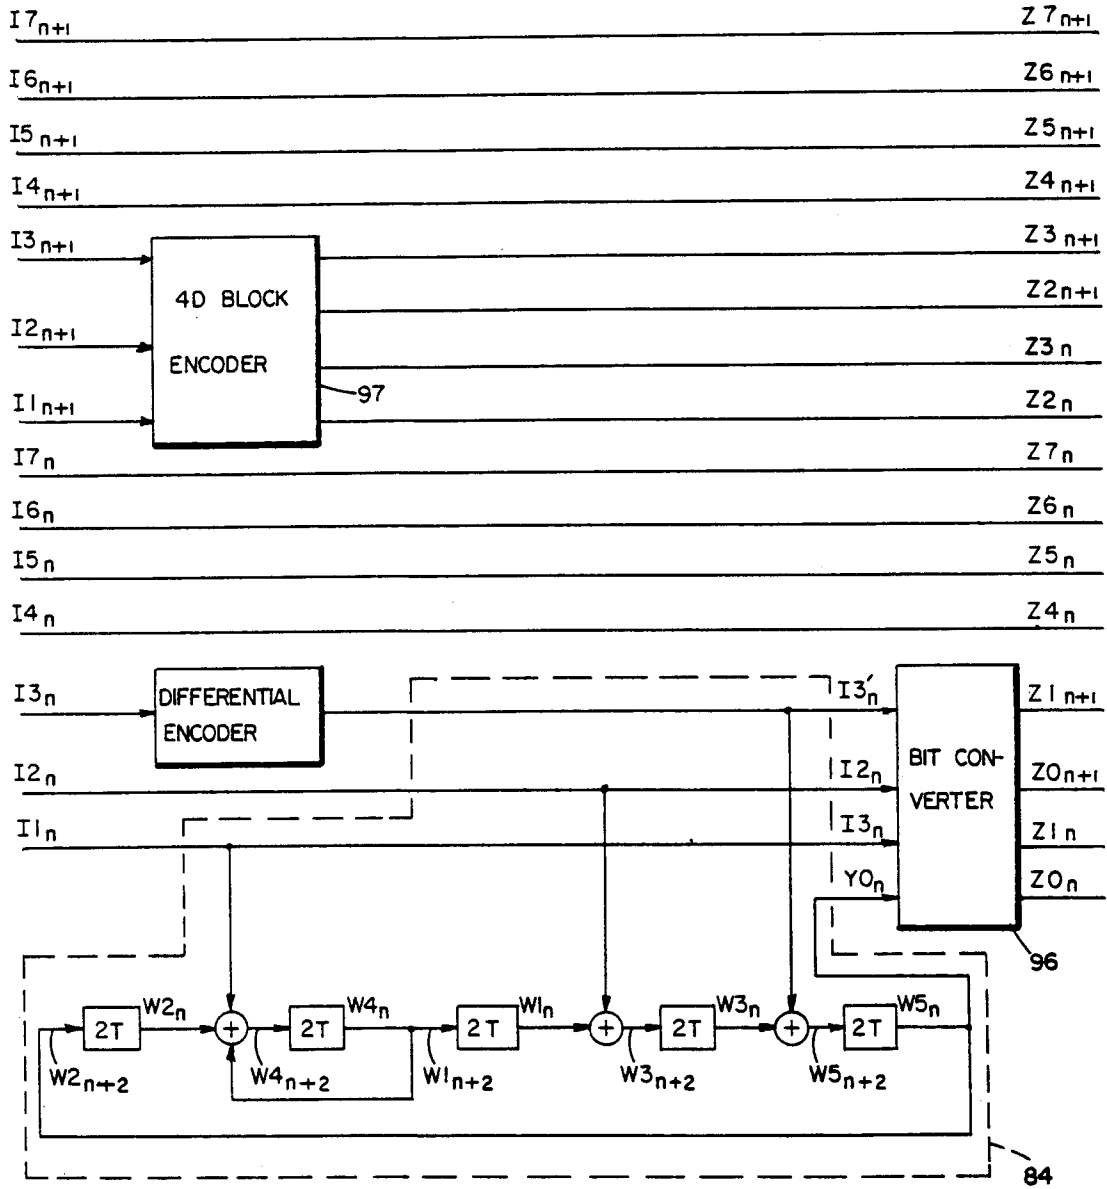 I7n+1 Z7n+1
I6n+1 Z6n+1
I5n+1 Z5n+1
I4n+1 Z4n+1
I3n+1 Z3n+1
4D BLOCK ENCODER
Z2n+1
I2n+1 Z3n
97
I1n+1 Z2n
I7n Z7n
I6n Z6n
I5n Z5n
I4n Z4n
I3n DIFFERENTIAL ENCODER I3'n Z1n+1
BIT CON-
VERTER
I2n I2n Z0n+1
I1n I3n Z1n
Y0n Z0n
96
W2n W4n W1n W3n W5n
2T + 2T 2T + 2T + 2T
W2n+2 W4n+2 W1n+2 W3n+2 W5n+2
84